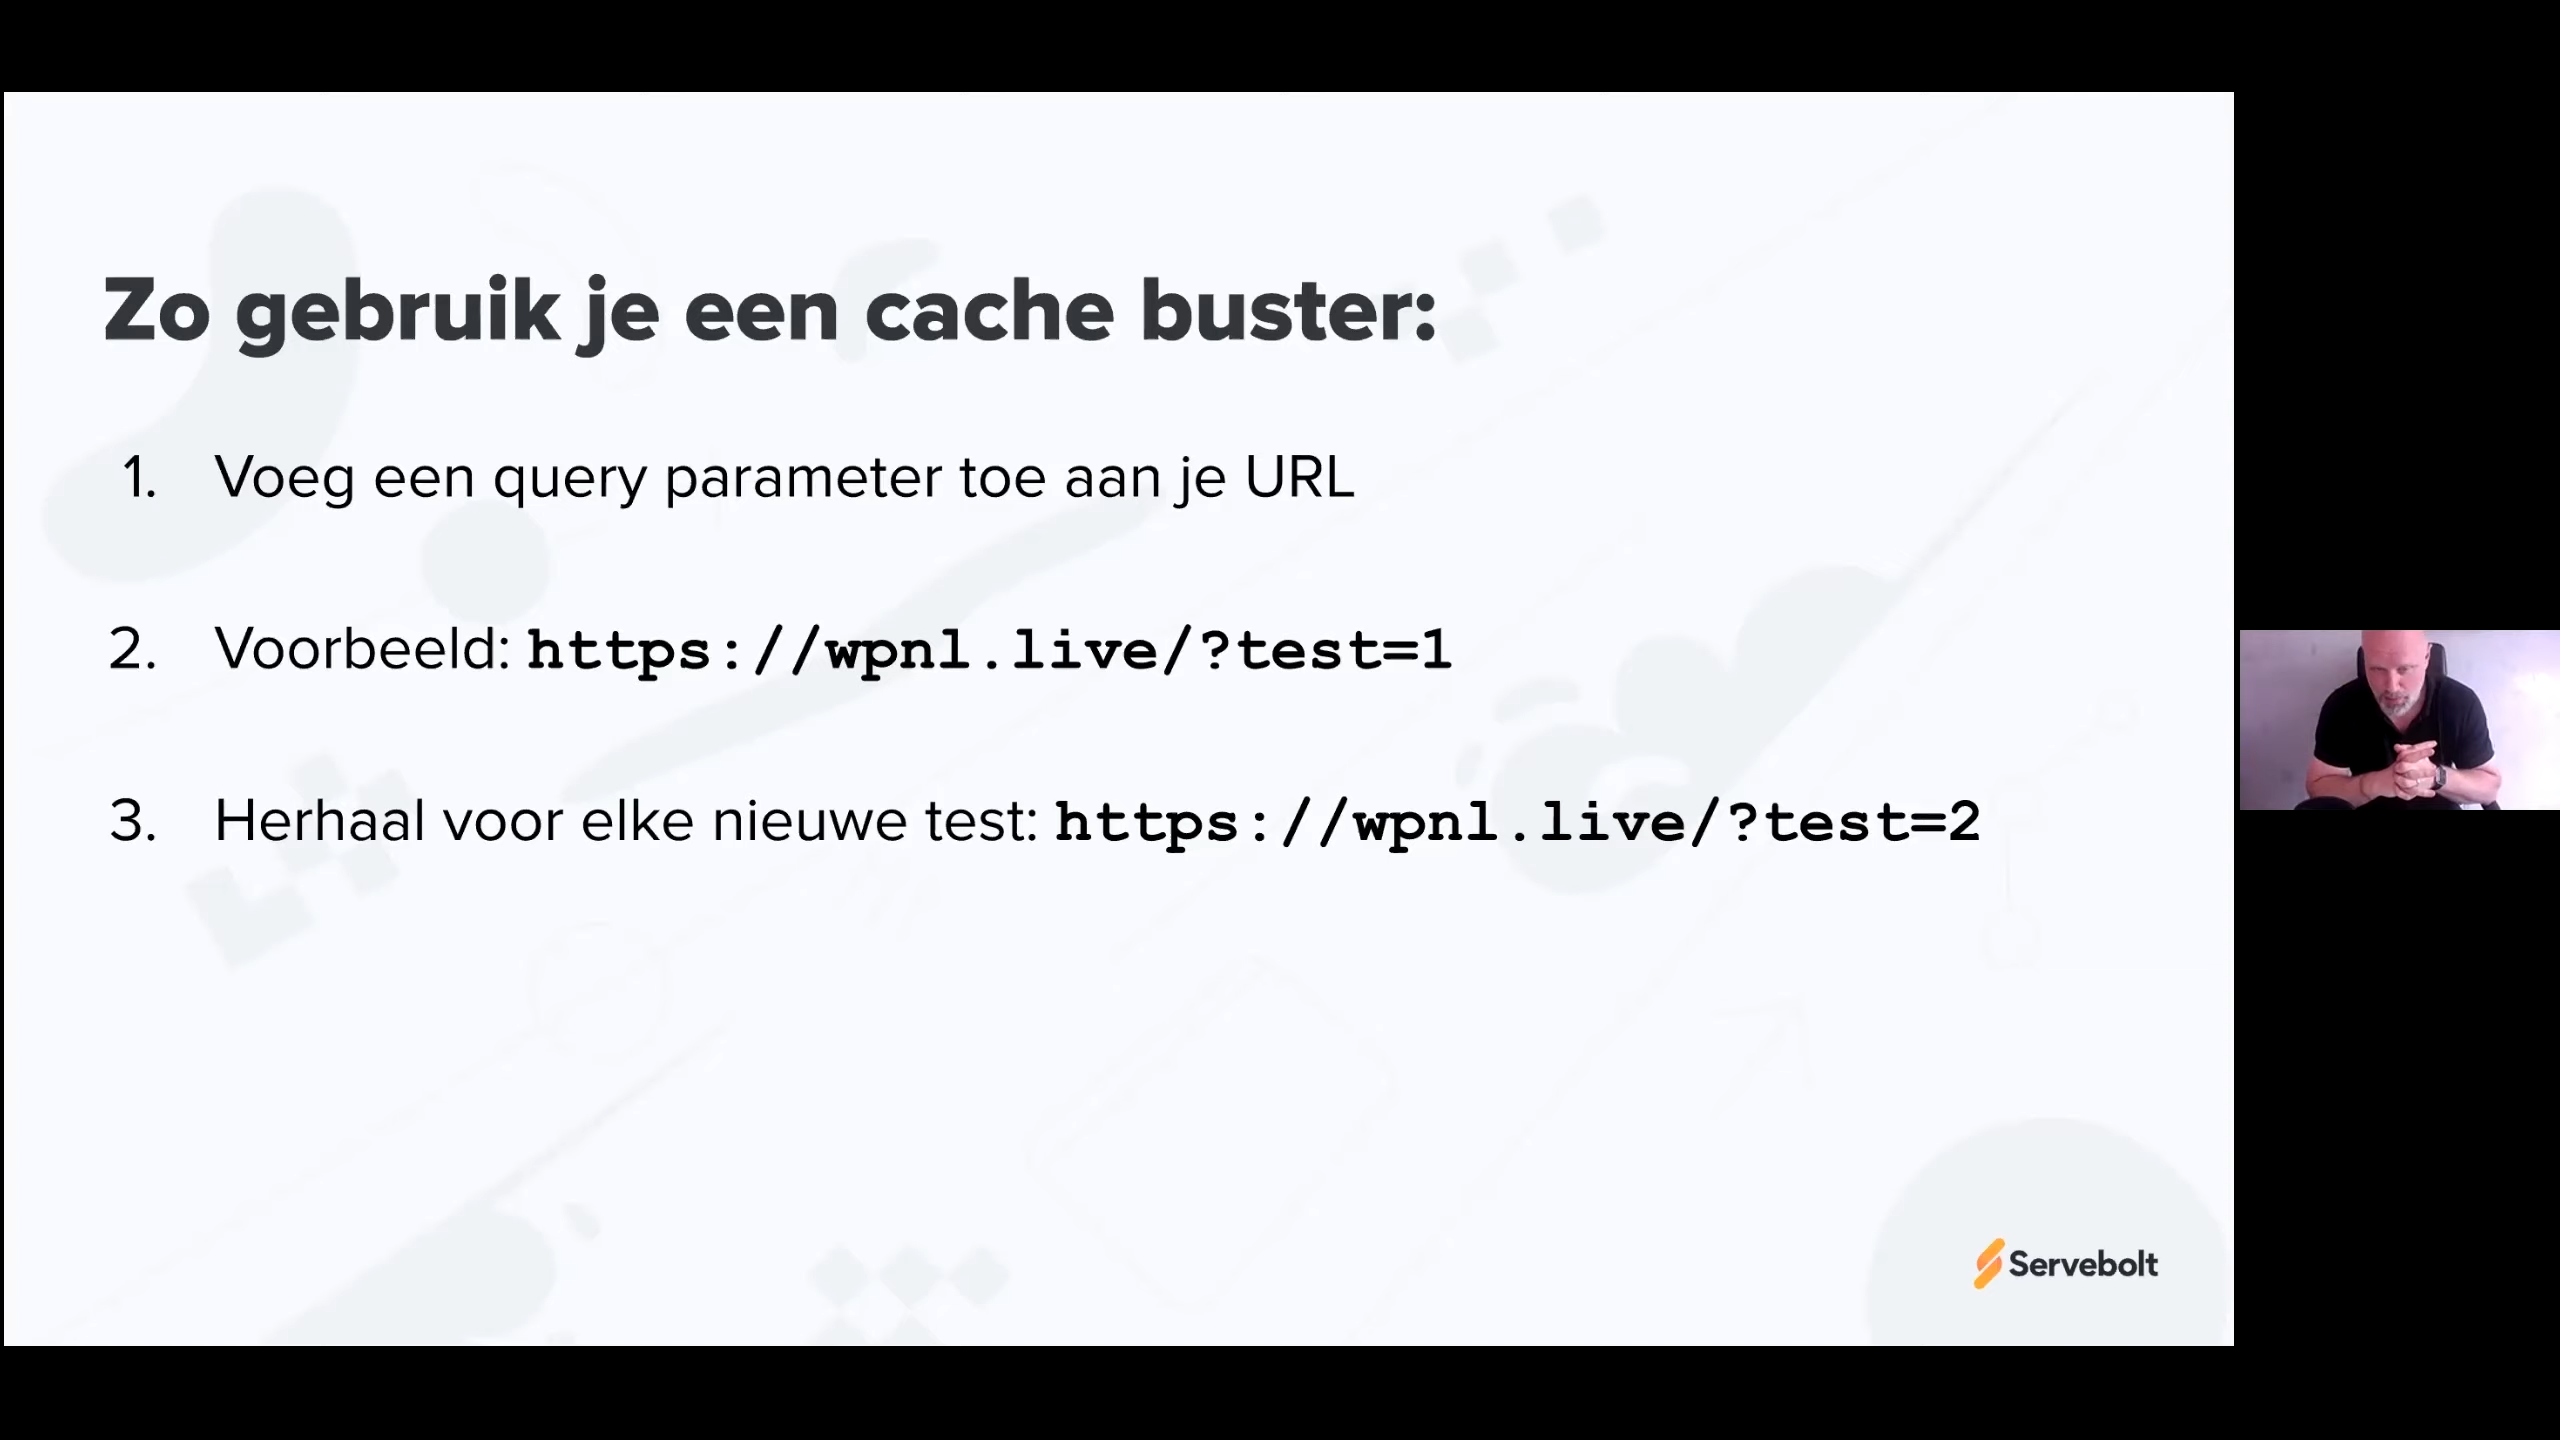 Zo gebruik je een cache buster:
1. Voeg een query parameter toe aan je URL
2. Voorbeeld: https://wpnl.live/?test=1
3. Herhaal voor elke nieuwe test: https://wpnl.live/?test=2
Servebolt